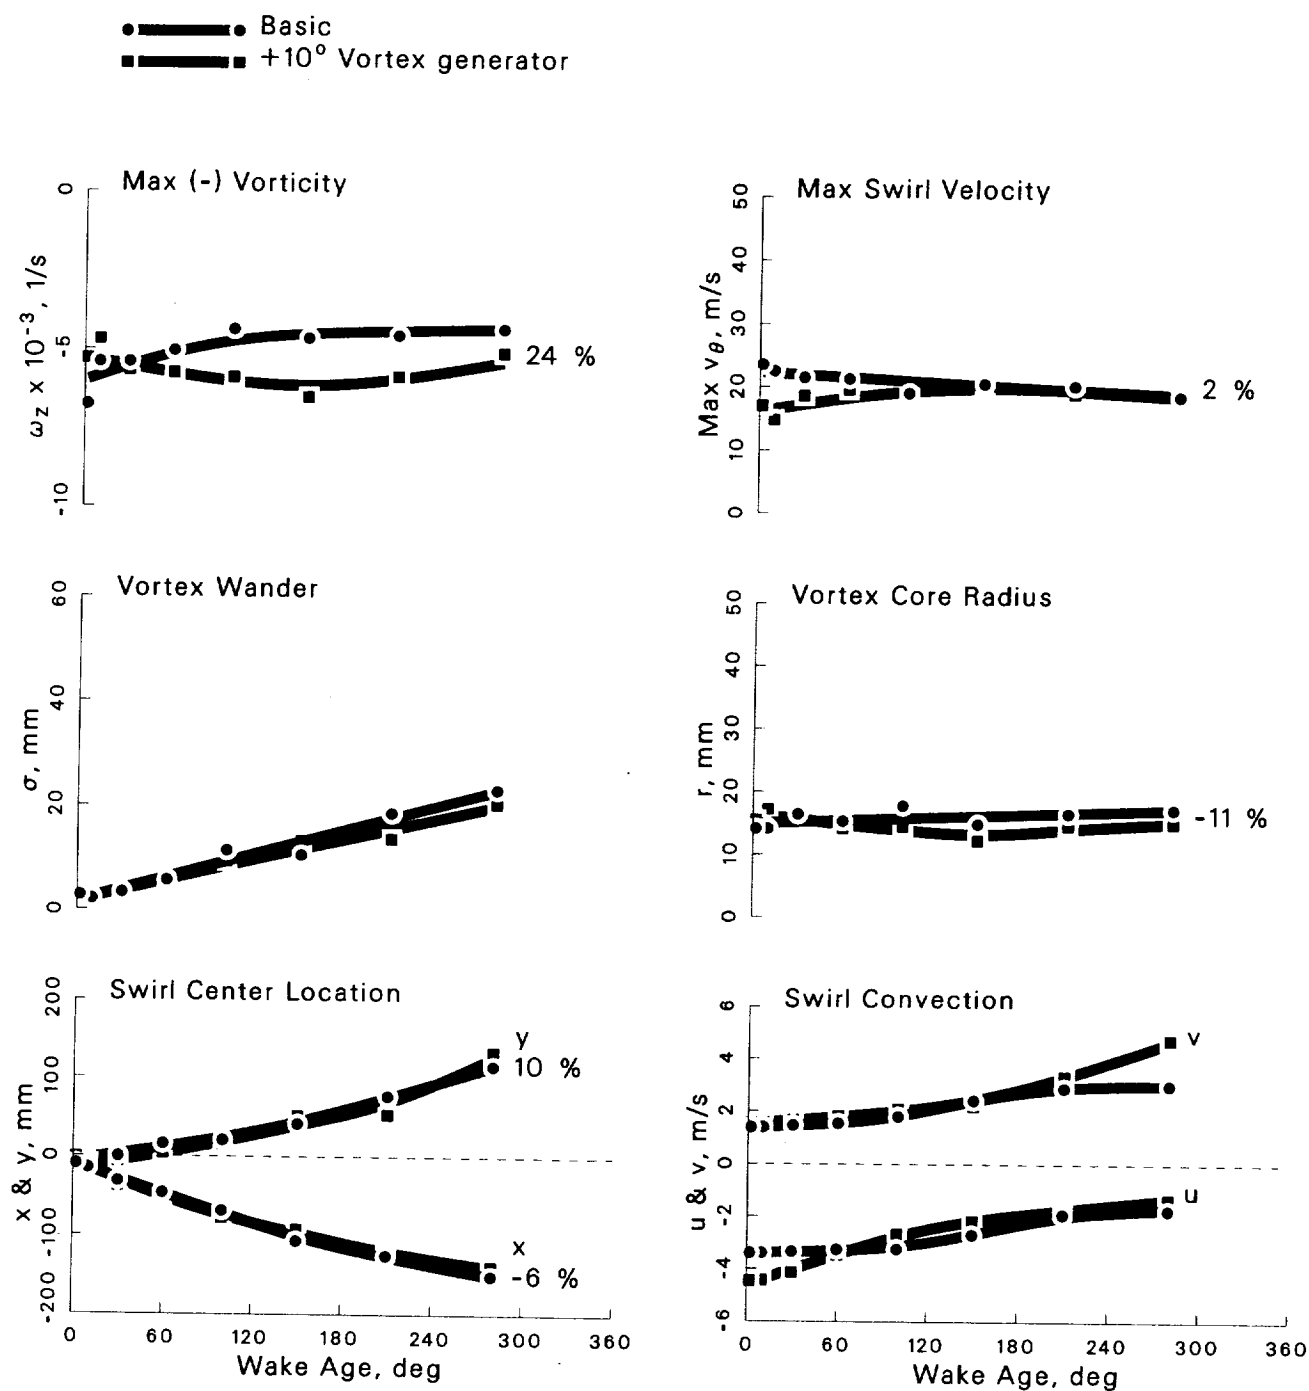 Basic
+10° Vortex generator
Max (-) Vorticity
0
-5
-10
ω_z x 10⁻³, 1/s
24 %
Max Swirl Velocity
50
40
30
20
10
0
Max v_θ, m/s
2 %
Vortex Wander
60
40
20
0
σ, mm
Vortex Core Radius
50
40
30
20
10
0
r, mm
-11 %
Swirl Center Location
200
100
0
-100
-200
x & y, mm
y
10 %
x
-6 %
0 60 120 180 240 300 360
Wake Age, deg
Swirl Convection
6
4
2
0
-2
-4
-6
u & v, m/s
v
u
0 60 120 180 240 300 360
Wake Age, deg